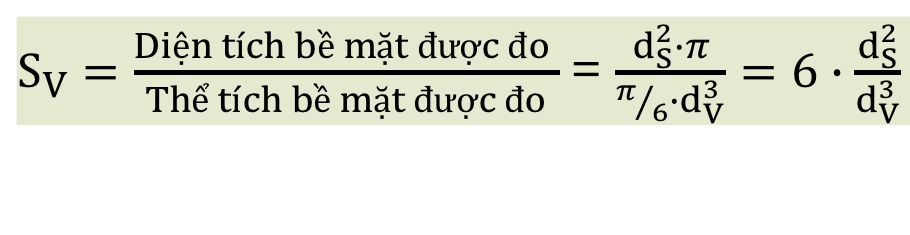 S_V = Diện tích bề mặt được đo / Thể tích bề mặt được đo = d_S^2·π / π/6·d_V^3 = 6 · d_S^2 / d_V^3